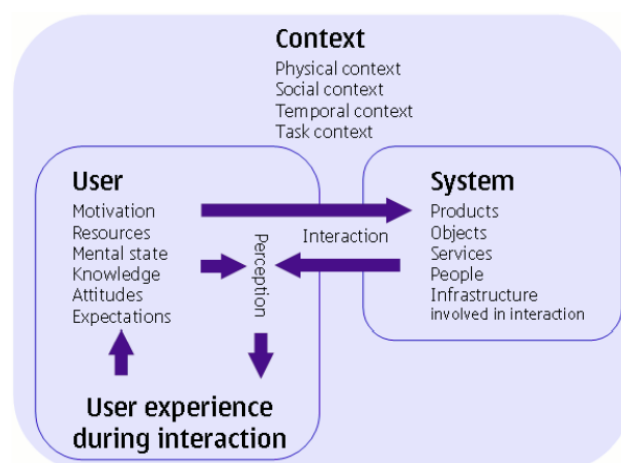 Context
Physical context
Social context
Temporal context
Task context
User
Motivation
Resources
Mental state
Knowledge
Attitudes
Expectations
Perception
Interaction
System
Products
Objects
Services
People
Infrastructure
involved in interaction
User experience
during interaction